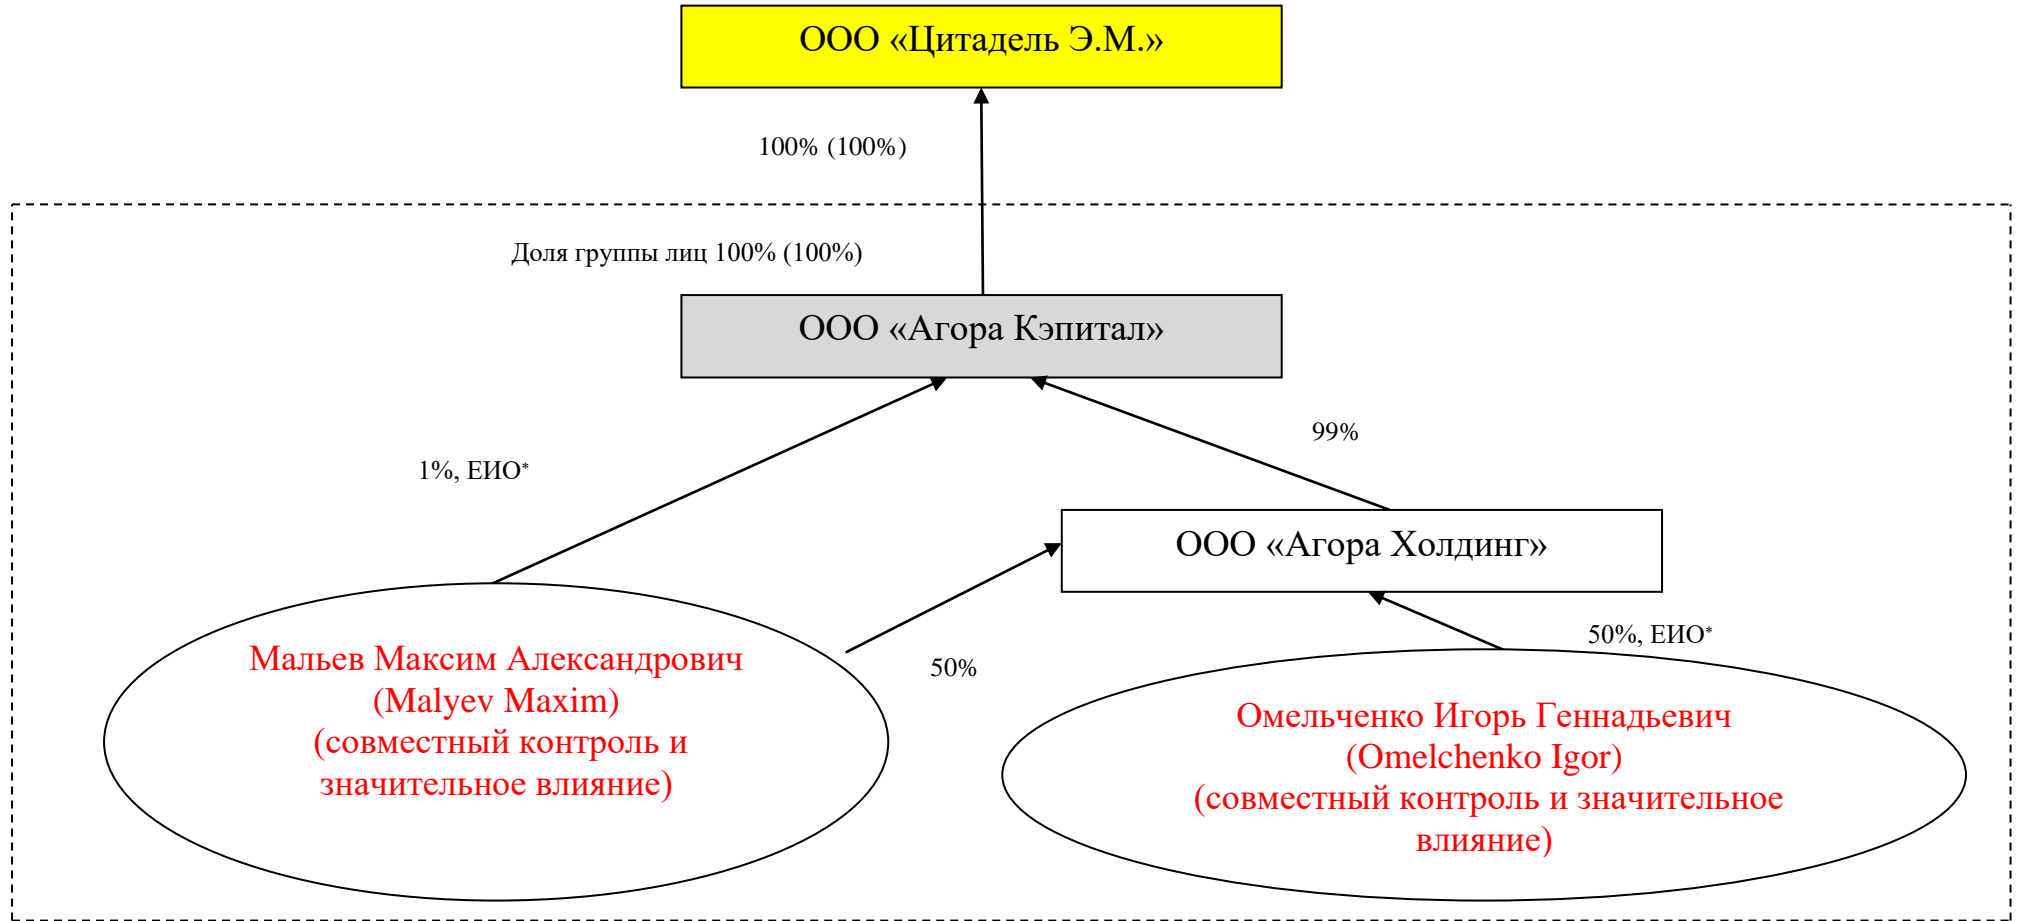 ООО «Цитадель Э.М.»
100% (100%)
Доля группы лиц 100% (100%)
ООО «Агора Кэпитал»
99%
1%, ЕИО*
ООО «Агора Холдинг»
50%, ЕИО*
50%
Мальев Максим Александрович
(Malyev Maxim)
(совместный контроль и
значительное влияние)
Омельченко Игорь Геннадьевич
(Omelchenko Igor)
(совместный контроль и значительное
влияние)